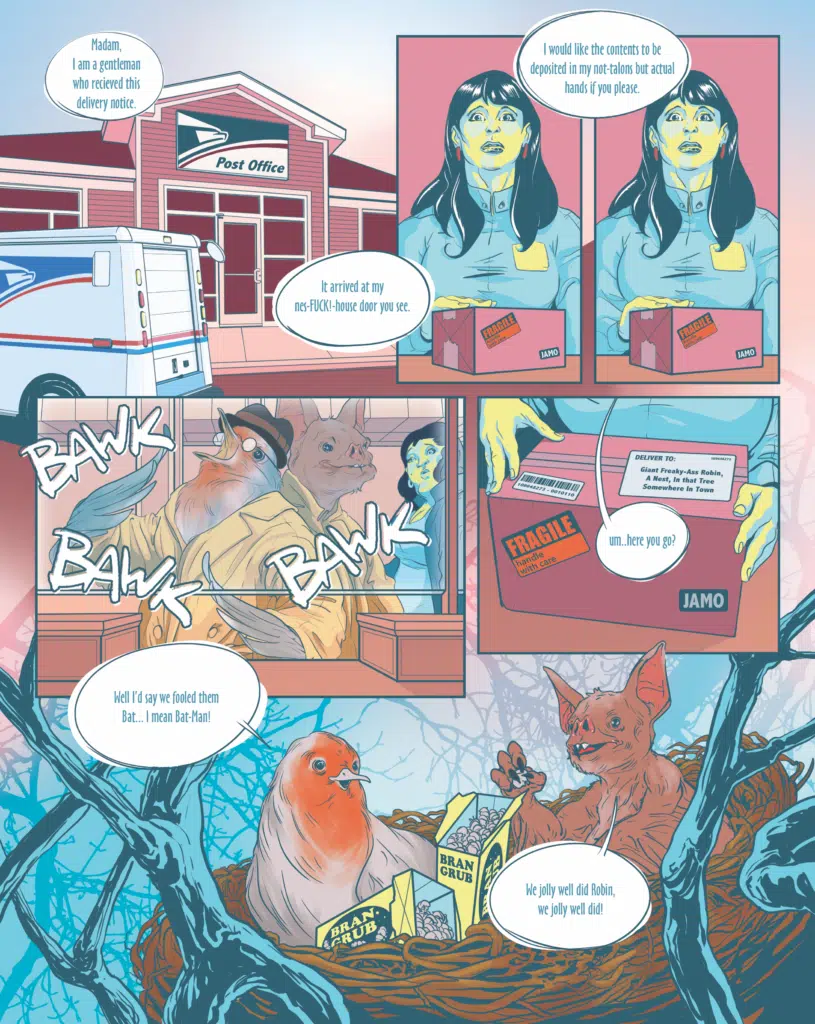 Madam,
I am a gentleman
who recieved this
delivery notice.
Post Office
It arrived at my
nes-FUCK!-house door you see.
I would like the contents to be
deposited in my not-talons but actual
hands if you please.
FRAGILE
JAMO
FRAGILE
JAMO
BAWK
BAWK
BAWK
DELIVER TO:
Giant Freaky-Ass Robin,
A Nest, In that Tree
Somewhere In Town
FRAGILE
handle
with care
JAMO
um..here you go?
Well I'd say we fooled them
Bat... I mean Bat-Man!
BRAN
GRUB
BRAN
GRUB
We jolly well did Robin,
we jolly well did!